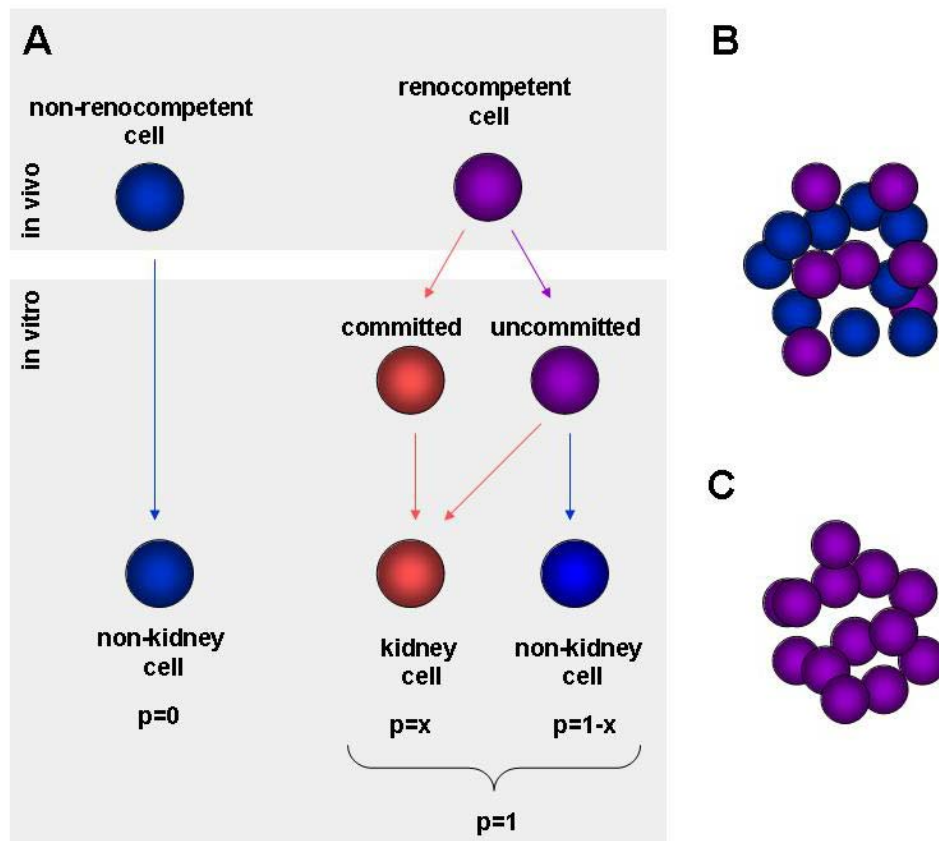 A
non-renocompetent
cell
renocompetent
cell
in vivo
in vitro
committed
uncommitted
non-kidney
cell
p=0
kidney
cell
p=x
non-kidney
cell
p=1-x
p=1
B
C